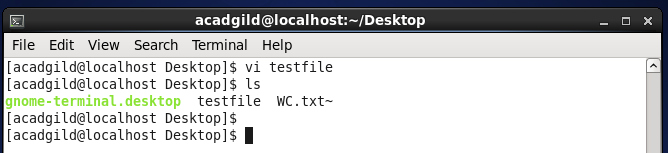 acadgild@localhost:~/Desktop
File Edit View Search Terminal Help
[acadgild@localhost Desktop]$ vi testfile
[acadgild@localhost Desktop]$ ls
gnome-terminal.desktop  testfile  WC.txt~
[acadgild@localhost Desktop]$
[acadgild@localhost Desktop]$